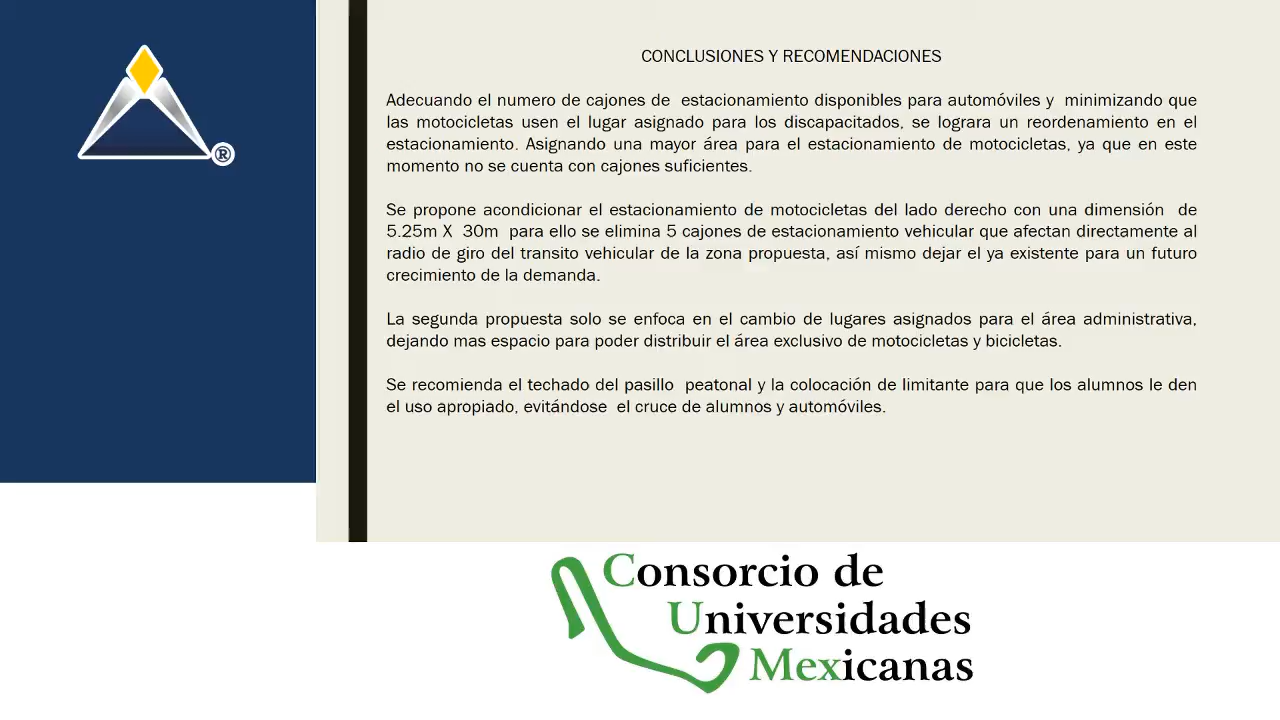 CONCLUSIONES Y RECOMENDACIONES
Adecuando el numero de cajones de estacionamiento disponibles para automóviles y minimizando que
las motocicletas usen el lugar asignado para los discapacitados, se lograra un reordenamiento en el
estacionamiento. Asignando una mayor área para el estacionamiento de motocicletas, ya que en este
momento no se cuenta con cajones suficientes.
Se propone acondicionar el estacionamiento de motocicletas del lado derecho con una dimensión de
5.25m X 30m para ello se elimina 5 cajones de estacionamiento vehicular que afectan directamente al
radio de giro del transito vehicular de la zona propuesta, así mismo dejar el ya existente para un futuro
crecimiento de la demanda.
La segunda propuesta solo se enfoca en el cambio de lugares asignados para el área administrativa,
dejando mas espacio para poder distribuir el área exclusivo de motocicletas y bicicletas.
Se recomienda el techado del pasillo peatonal y la colocación de limitante para que los alumnos le den
el uso apropiado, evitándose el cruce de alumnos y automóviles.
®
Consorcio de
Universidades
Mexicanas